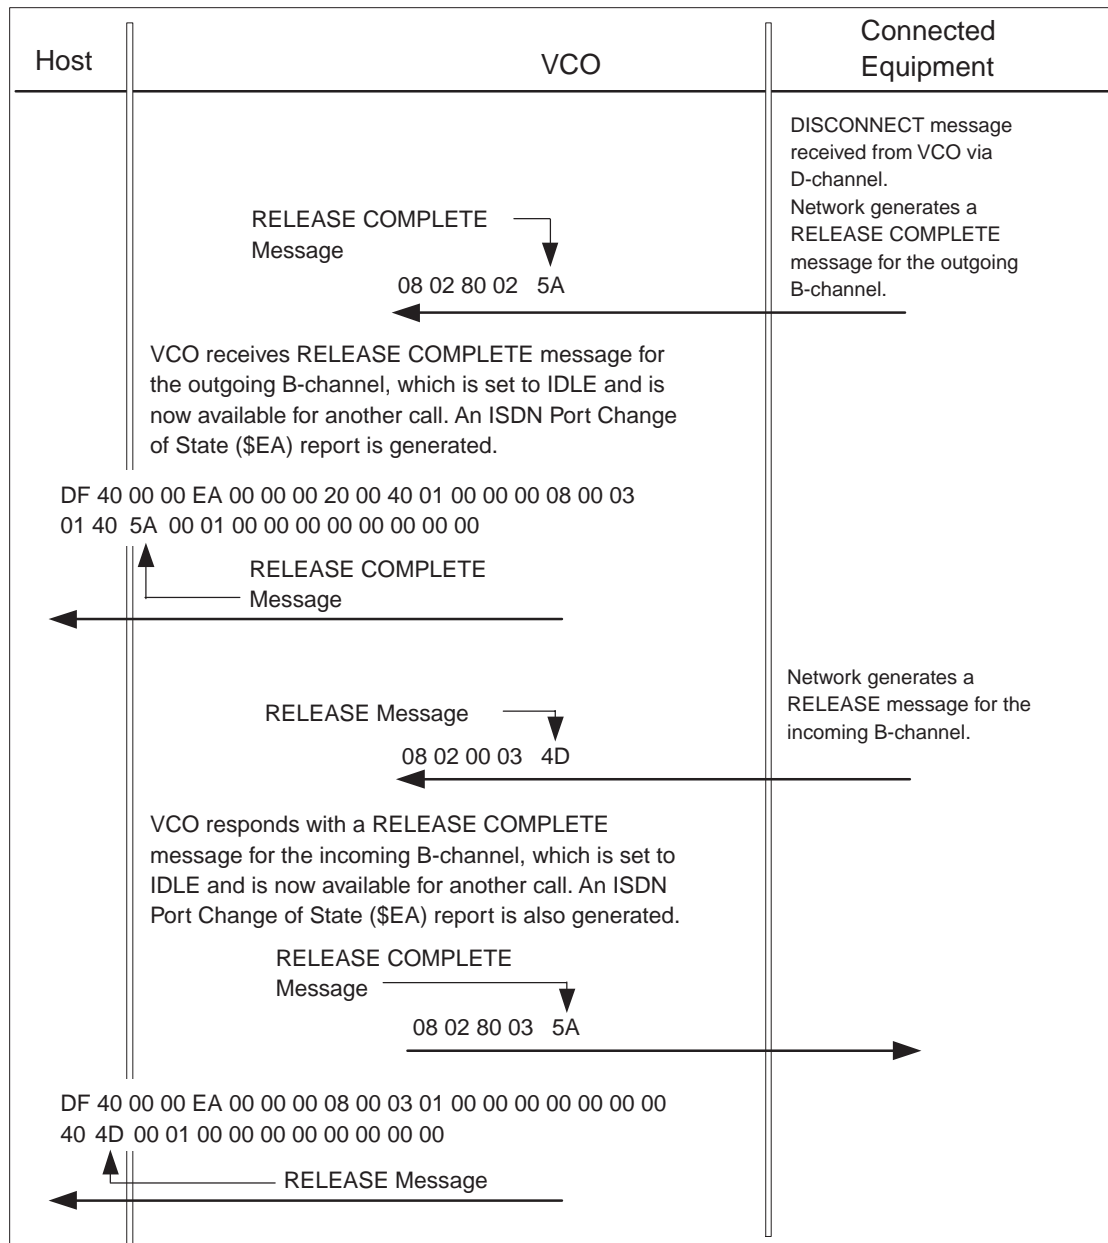 Host
VCO
Connected
Equipment
DISCONNECT message
received from VCO via
D-channel.
Network generates a
RELEASE COMPLETE
message for the outgoing
B-channel.
RELEASE COMPLETE
Message
08 02 80 02 5A
VCO receives RELEASE COMPLETE message for
the outgoing B-channel, which is set to IDLE and is
now available for another call. An ISDN Port Change
of State ($EA) report is generated.
DF 40 00 00 EA 00 00 00 20 00 40 01 00 00 00 08 00 03
01 40 5A 00 01 00 00 00 00 00 00 00 00
RELEASE COMPLETE
Message
Network generates a
RELEASE message for the
incoming B-channel.
RELEASE Message
08 02 00 03 4D
VCO responds with a RELEASE COMPLETE
message for the incoming B-channel, which is set to
IDLE and is now available for another call. An ISDN
Port Change of State ($EA) report is also generated.
RELEASE COMPLETE
Message
08 02 80 03 5A
DF 40 00 00 EA 00 00 00 08 00 03 01 00 00 00 00 00 00 00
40 4D 00 01 00 00 00 00 00 00 00 00
RELEASE Message